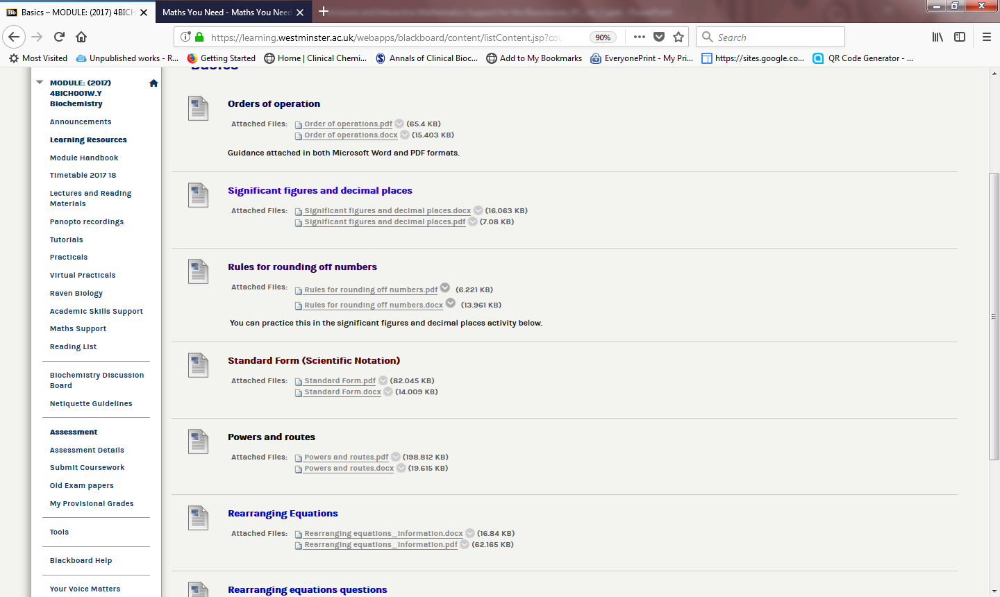 Basics – MODULE: (2017) 4BICH
Maths You Need - Maths You Need
https://learning.westminster.ac.uk/webapps/blackboard/content/listContent.jsp?cou
90%
Search
Most Visited
Unpublished works - R...
Getting Started
Home | Clinical Chemi...
Annals of Clinical Bioc...
Add to My Bookmarks
EveryonePrint - My Pri...
https://sites.google.co...
QR Code Generator - ...
MODULE: (2017)
4BICH001W.Y
Biochemistry
Announcements
Learning Resources
Module Handbook
Timetable 2017 18
Lectures and Reading
Materials
Panopto recordings
Tutorials
Practicals
Virtual Practicals
Raven Biology
Academic Skills Support
Maths Support
Reading List
Biochemistry Discussion
Board
Netiquette Guidelines
Assessment
Assessment Details
Submit Coursework
Old Exam papers
My Provisional Grades
Tools
Blackboard Help
Your Voice Matters
Basics
Orders of operation
Attached Files: Order of operations.pdf (65.4 KB)
Order of operations.docx (15.403 KB)
Guidance attached in both Microsoft Word and PDF formats.
Significant figures and decimal places
Attached Files: Significant figures and decimal places.docx (16.063 KB)
Significant figures and decimal places.pdf (7.08 KB)
Rules for rounding off numbers
Attached Files: Rules for rounding off numbers.pdf (6.221 KB)
Rules for rounding off numbers.docx (13.961 KB)
You can practice this in the significant figures and decimal places activity below.
Standard Form (Scientific Notation)
Attached Files: Standard Form.pdf (82.045 KB)
Standard Form.docx (14.009 KB)
Powers and routes
Attached Files: Powers and routes.pdf (198.812 KB)
Powers and routes.docx (19.615 KB)
Rearranging Equations
Attached Files: Rearranging equations_information.docx (16.84 KB)
Rearranging equations_information.pdf (62.165 KB)
Rearranging equations questions